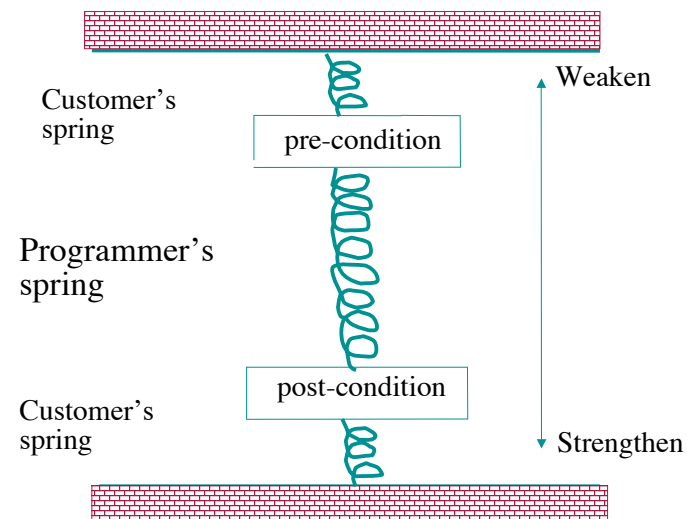 Weaken
Customer’s
spring
pre-condition
Programmer’s
spring
post-condition
Customer’s
spring
Strengthen